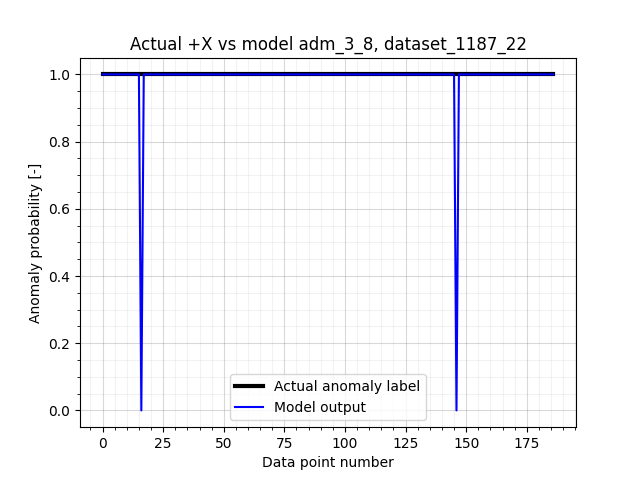 Actual +X vs model adm_3_8, dataset_1187_22
1.0
0.8
0.6
0.4
0.2
0.0
Anomaly probability [-]
Actual anomaly label
Model output
0 25 50 75 100 125 150 175
Data point number